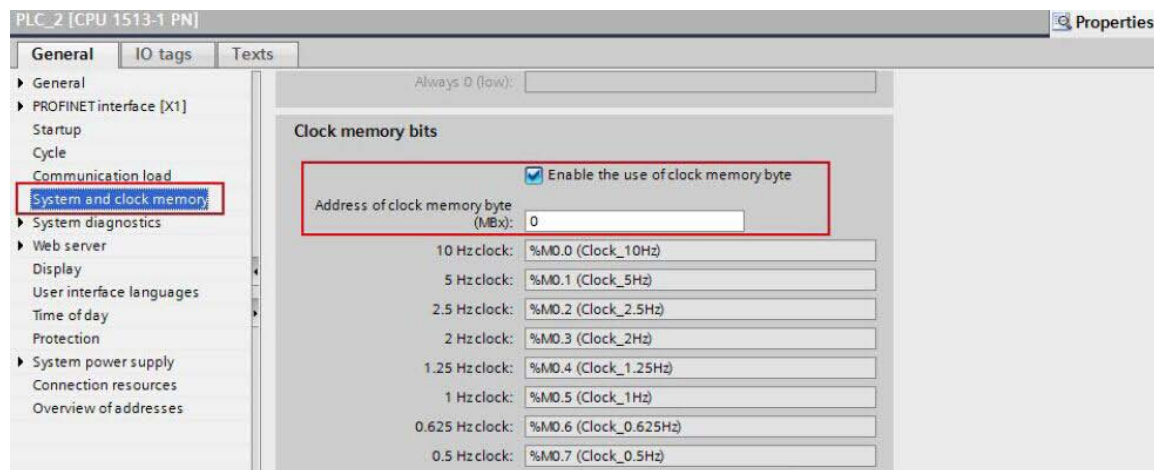 PLC_2 [CPU 1513-1 PN]
Properties
General
IO tags
Texts
General
PROFINET interface [X1]
Startup
Cycle
Communication load
System and clock memory
System diagnostics
Web server
Display
User interface languages
Time of day
Protection
System power supply
Connection resources
Overview of addresses
Always 0 (low):
Clock memory bits
Enable the use of clock memory byte
Address of clock memory byte
(MBx): 0
10 Hz clock: %M0.0 (Clock_10Hz)
5 Hz clock: %M0.1 (Clock_5Hz)
2.5 Hz clock: %M0.2 (Clock_2.5Hz)
2 Hz clock: %M0.3 (Clock_2Hz)
1.25 Hz clock: %M0.4 (Clock_1.25Hz)
1 Hz clock: %M0.5 (Clock_1Hz)
0.625 Hz clock: %M0.6 (Clock_0.625Hz)
0.5 Hz clock: %M0.7 (Clock_0.5Hz)